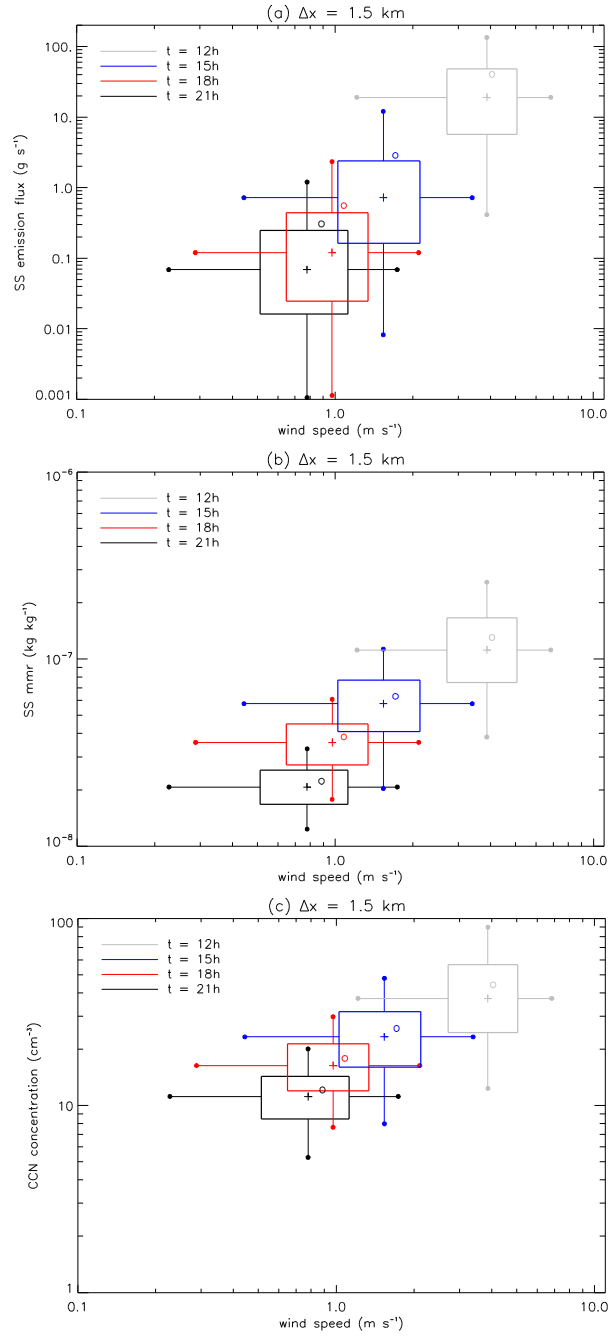 (a) Δx = 1.5 km
t = 12h
t = 15h
t = 18h
t = 21h
100.
10.
1.0
0.1
0.01
0.001
SS emission flux (g s⁻¹)
0.1 1.0 10.0
wind speed (m s⁻¹)
(b) Δx = 1.5 km
t = 12h
t = 15h
t = 18h
t = 21h
10⁻⁶
10⁻⁷
10⁻⁸
SS mmr (kg kg⁻¹)
0.1 1.0 10.0
wind speed (m s⁻¹)
(c) Δx = 1.5 km
t = 12h
t = 15h
t = 18h
t = 21h
100
10
1
CCN concentration (cm⁻³)
0.1 1.0 10.0
wind speed (m s⁻¹)